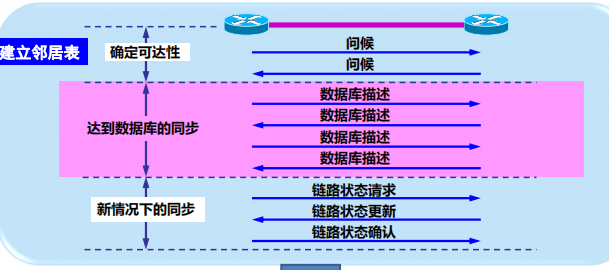 建立邻居表
确定可达性
问候
问候
达到数据库的同步
数据库描述
数据库描述
数据库描述
数据库描述
新情况下的同步
链路状态请求
链路状态更新
链路状态确认